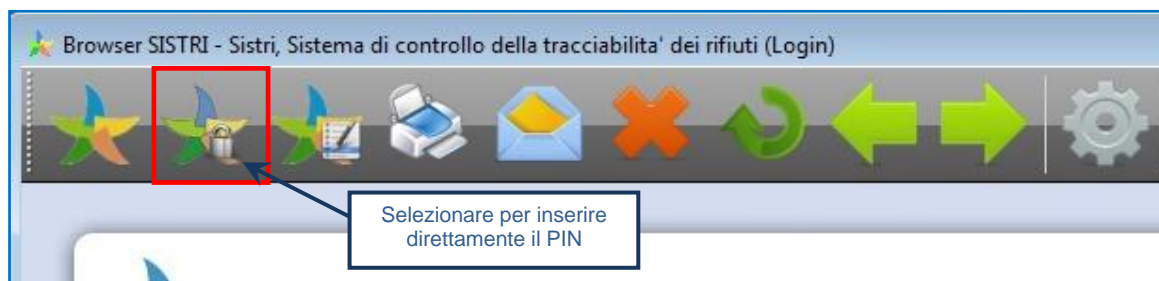 Browser SISTRI - Sistri, Sistema di controllo della tracciabilita' dei rifiuti (Login)
Selezionare per inserire
direttamente il PIN